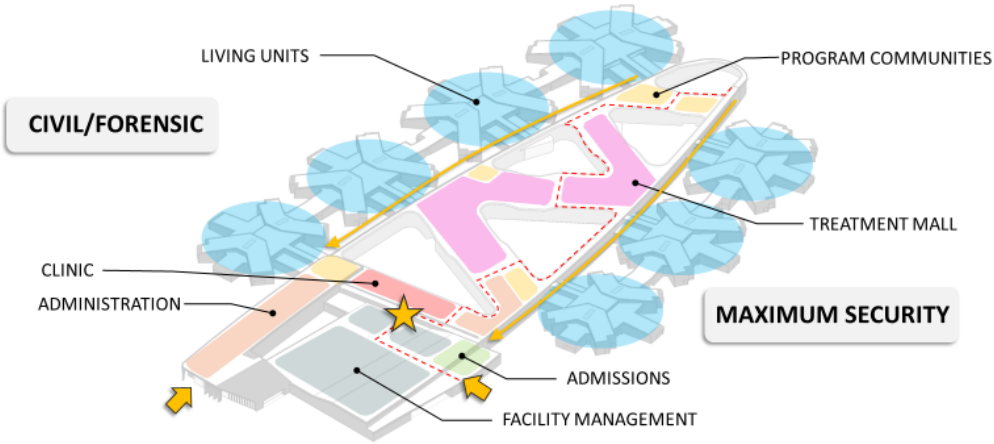 LIVING UNITS
PROGRAM COMMUNITIES
CIVIL/FORENSIC
TREATMENT MALL
CLINIC
ADMINISTRATION
MAXIMUM SECURITY
ADMISSIONS
FACILITY MANAGEMENT